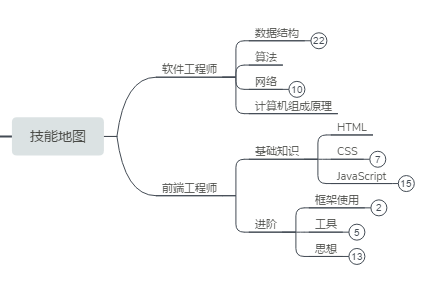 技能地图
软件工程师
数据结构 22
算法
网络 10
计算机组成原理
前端工程师
基础知识
HTML
CSS 7
JavaScript 15
进阶
框架使用 2
工具 5
思想 13